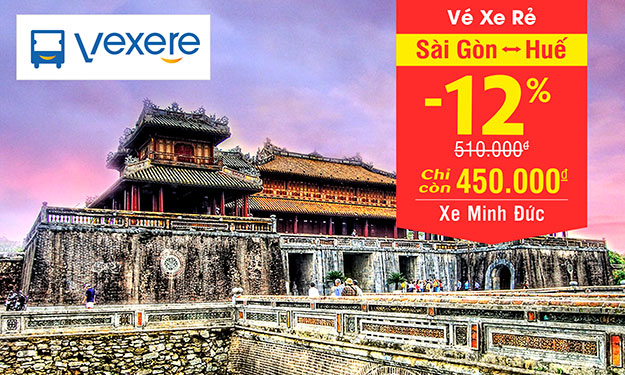 vexere
Vé Xe Rẻ
Sài Gòn ↔ Huế
-12%
510.000đ
Chỉ còn 450.000đ
Xe Minh Đức